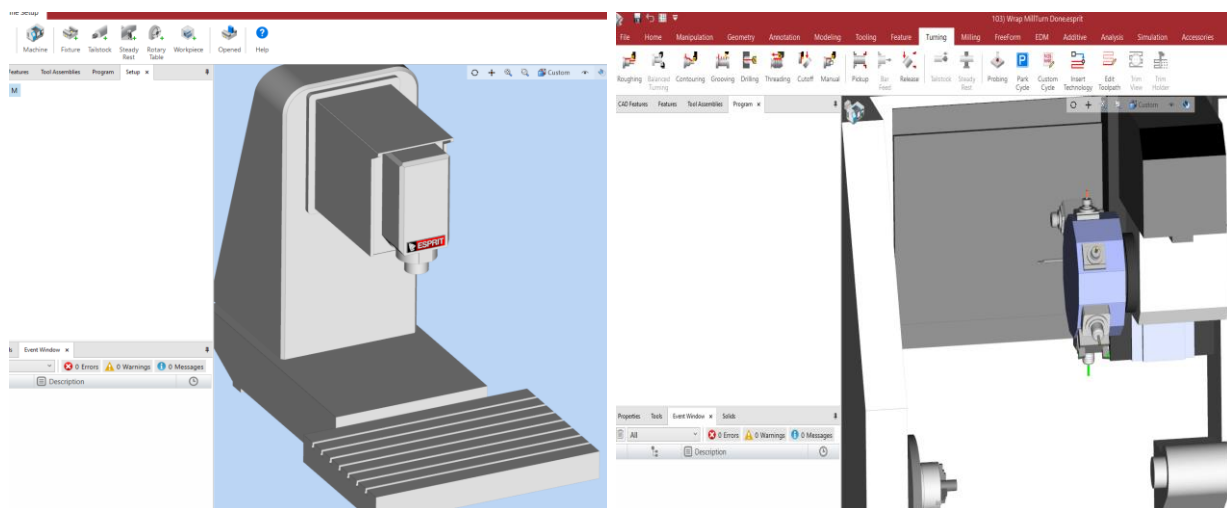 Setup
Machine
Fixture
Tailstock
Steady
Rest
Rotary
Table
Workpiece
Opened
Help
Features
Tool Assemblies
Program
Setup
M
Custom
Event Window
0 Errors
0 Warnings
0 Messages
Description
ESPRIT
103) Wrap MillTurn Done.esprit
File
Home
Manipulation
Geometry
Annotation
Modeling
Tooling
Feature
Turning
Milling
FreeForm
EDM
Additive
Analysis
Simulation
Accessories
Roughing
Balanced
Turning
Contouring
Grooving
Drilling
Threading
Cutoff
Manual
Pickup
Bar
Feed
Release
Tailstock
Steady
Rest
Probing
Park
Cycle
Custom
Cycle
Insert
Technology
Edit
Toolpath
Trim
View
Trim
Holder
CAD Features
Features
Tool Assemblies
Program
Custom
Properties
Tools
Event Window
Solids
All
0 Errors
0 Warnings
0 Messages
Description